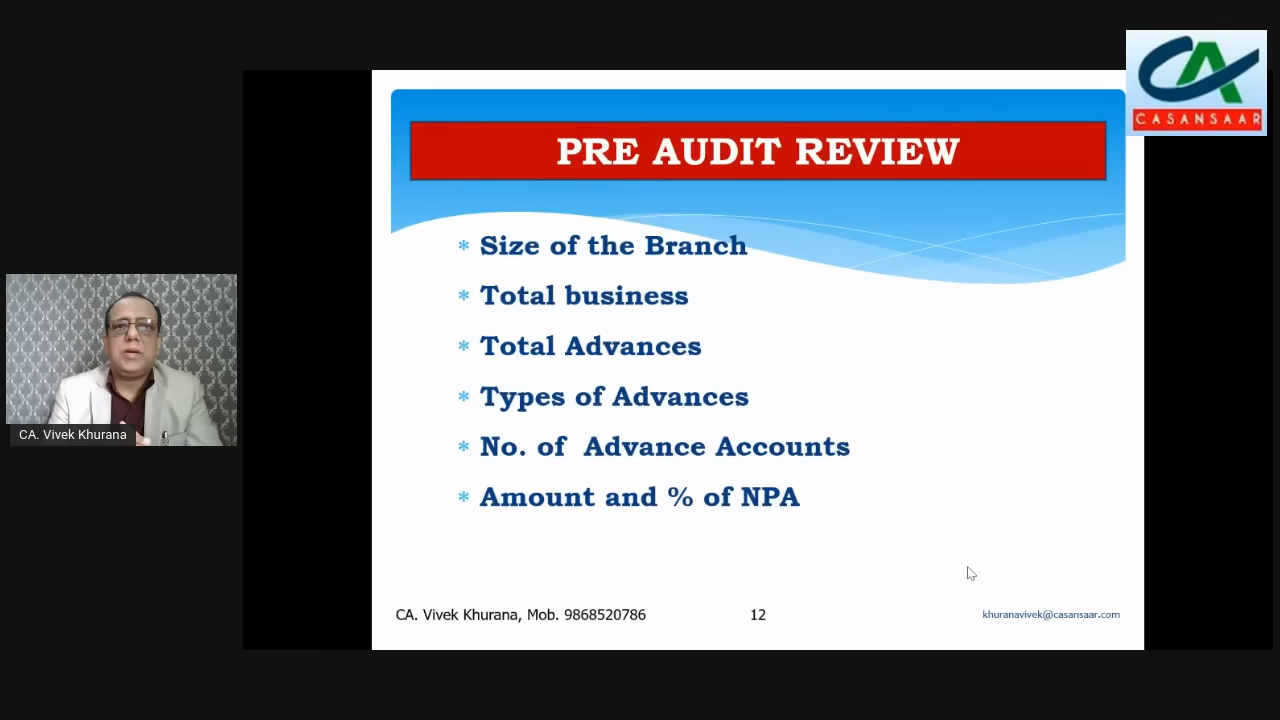 CASANSAAR
PRE AUDIT REVIEW
* Size of the Branch
* Total business
* Total Advances
* Types of Advances
* No. of Advance Accounts
* Amount and % of NPA
CA. Vivek Khurana
CA. Vivek Khurana, Mob. 9868520786
12
khuranavivek@casansaar.com